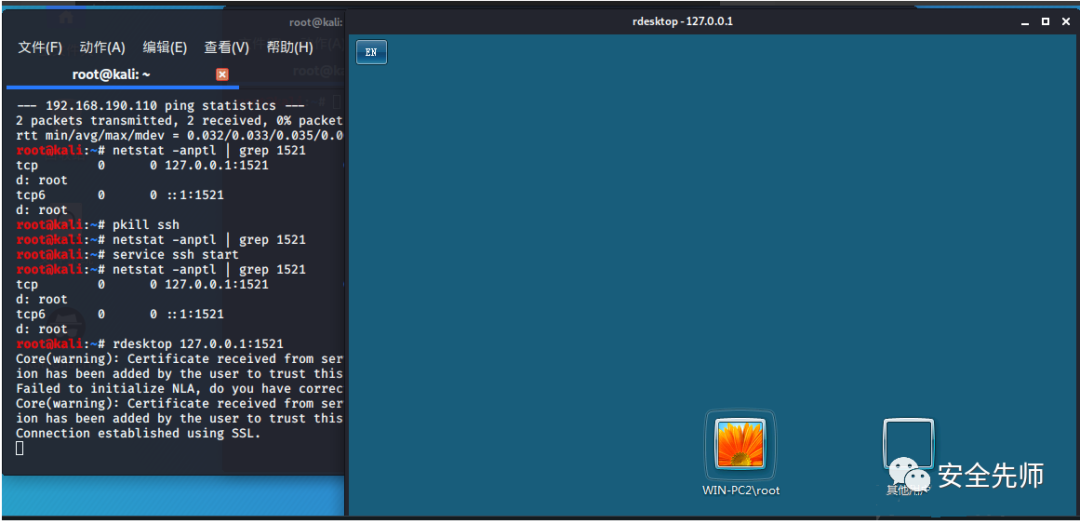 root@kali:
rdesktop - 127.0.0.1
文件(F) 动作(A) 编辑(E) 查看(V) 帮助(H)
EN
root@kali: ~
--- 192.168.190.110 ping statistics ---
2 packets transmitted, 2 received, 0% packet
rtt min/avg/max/mdev = 0.032/0.033/0.035/0.0
root@kali:~# netstat -anptl | grep 1521
tcp 0 0 127.0.0.1:1521
d: root
tcp6 0 0 ::1:1521
d: root
root@kali:~# pkill ssh
root@kali:~# netstat -anptl | grep 1521
root@kali:~# service ssh start
root@kali:~# netstat -anptl | grep 1521
tcp 0 0 127.0.0.1:1521
d: root
tcp6 0 0 ::1:1521
d: root
root@kali:~# rdesktop 127.0.0.1:1521
Core(warning): Certificate received from ser
ion has been added by the user to trust this
Failed to initialize NLA, do you have correc
Core(warning): Certificate received from ser
ion has been added by the user to trust this
Connection established using SSL.
WIN-PC2\root
其他用户
安全先师